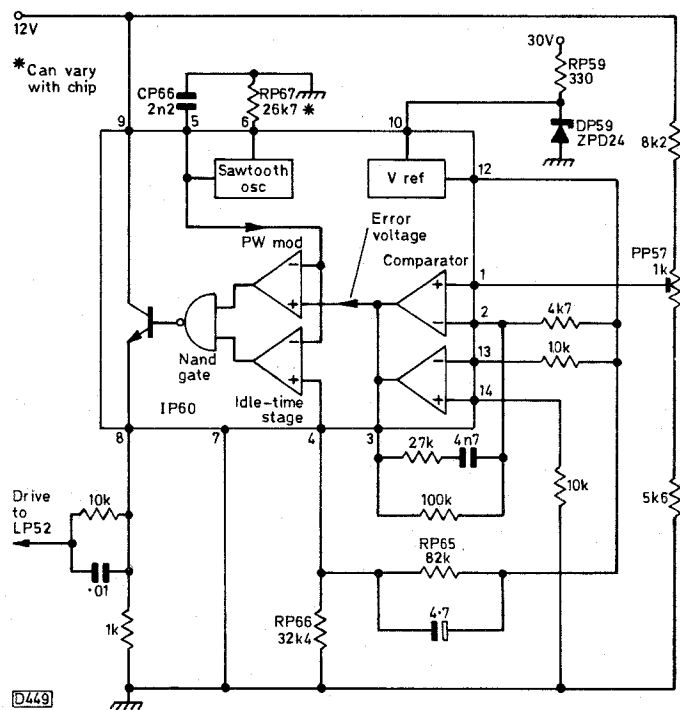 12V
*Can vary
with chip
CP66
2n2
RP67
26k7 *
30V
RP59
330
DP59
ZPD24
8k2
9
5
6
10
12
Sawtooth
osc
V ref
PW mod
Error
voltage
Comparator
PP57
1k
1
2
4k7
13
10k
14
Nand
gate
Idle-time
stage
IP60
8
7
4
3
27k
4n7
100k
10k
5k6
Drive
to
LP52
10k
·01
1k
RP65
82k
4·7
RP66
32k4
D449